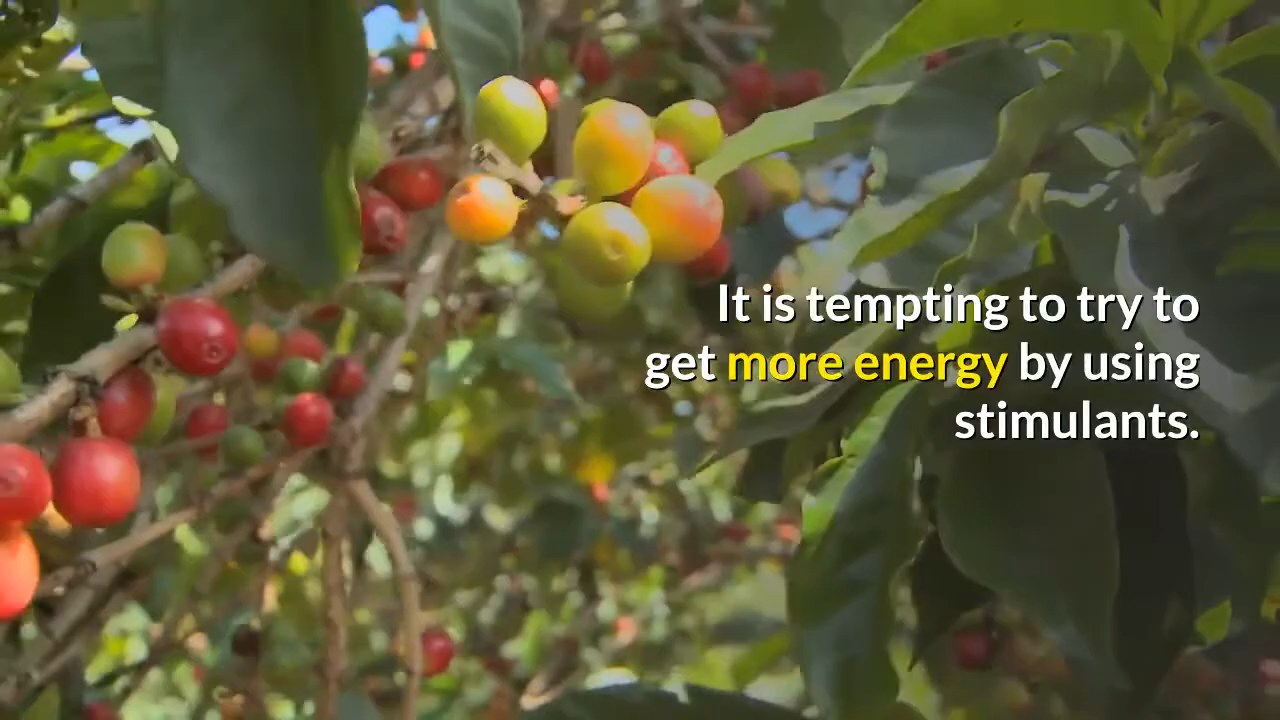 It is tempting to try to
get more energy by using
stimulants.